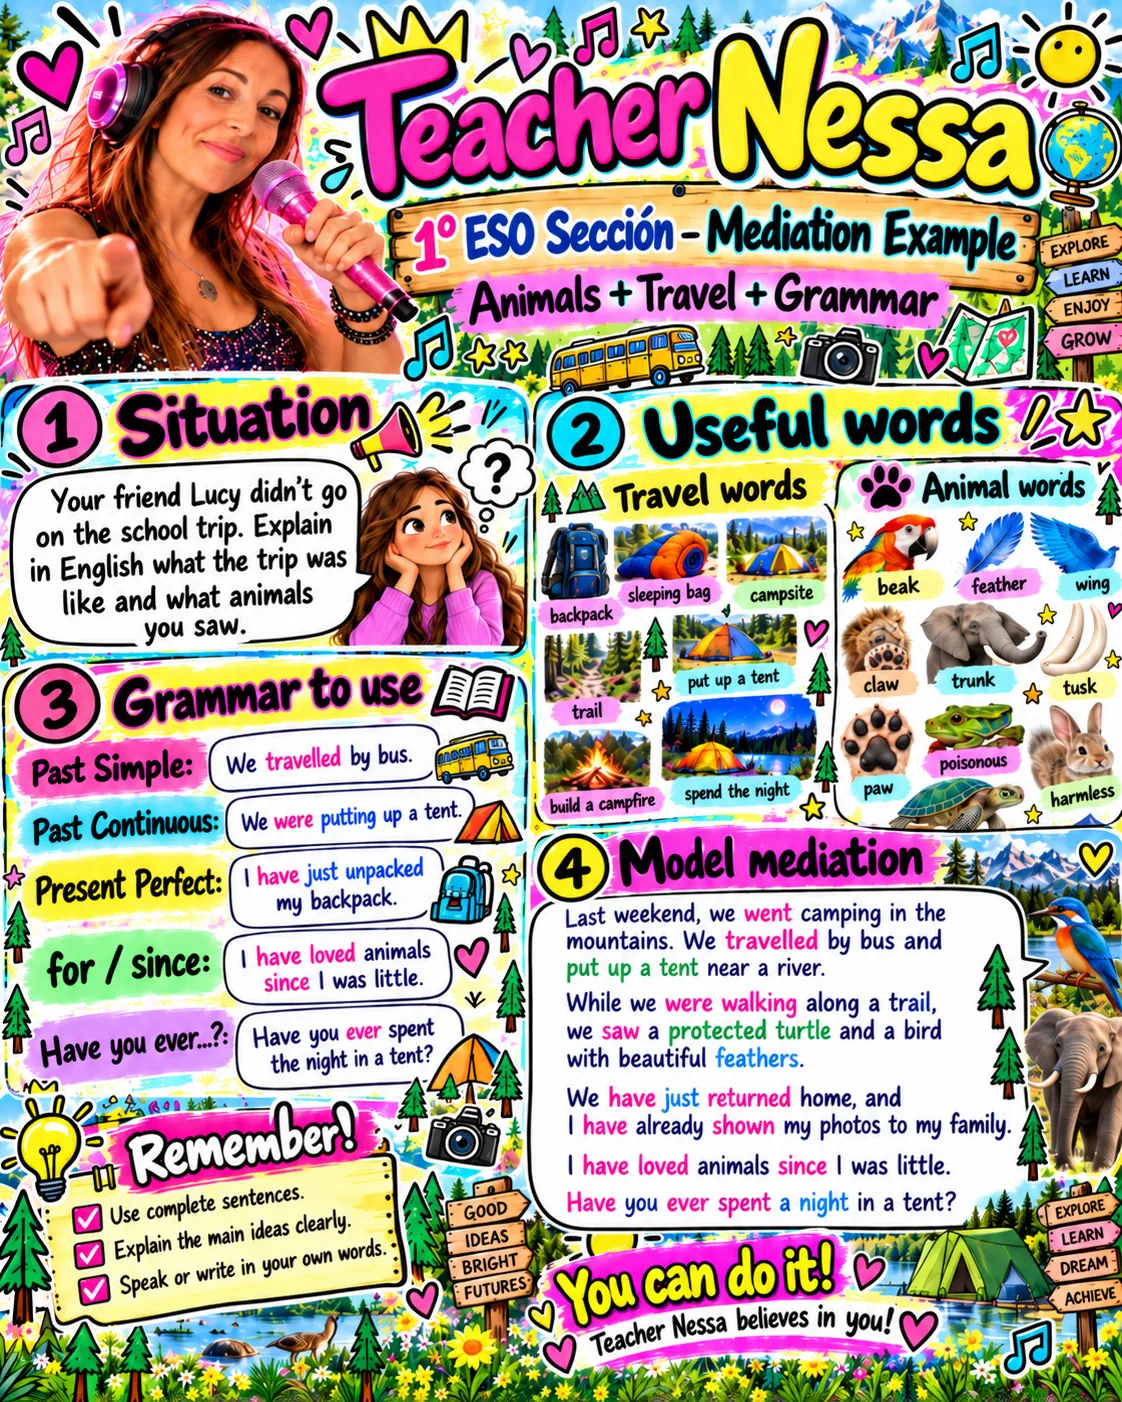 Teacher Nessa
1º ESO Sección – Mediation Example
Animals + Travel + Grammar
EXPLORE
LEARN
ENJOY
GROW
1 Situation
?
Your friend Lucy didn't go
on the school trip. Explain
in English what the trip was
like and what animals
you saw.
2 Useful words
Travel words
backpack
sleeping bag
campsite
trail
put up a tent
build a campfire
spend the night
Animal words
beak
feather
wing
claw
trunk
tusk
paw
poisonous
harmless
3 Grammar to use
Past Simple:
We travelled by bus.
Past Continuous:
We were putting up a tent.
Present Perfect:
I have just unpacked
my backpack.
for / since:
I have loved animals
since I was little.
Have you ever...?:
Have you ever spent
the night in a tent?
4 Model mediation
Last weekend, we went camping in the
mountains. We travelled by bus and
put up a tent near a river.
While we were walking along a trail,
we saw a protected turtle and a bird
with beautiful feathers.
We have just returned home, and
I have already shown my photos to my family.
I have loved animals since I was little.
Have you ever spent a night in a tent?
Remember!
Use complete sentences.
Explain the main ideas clearly.
Speak or write in your own words.
GOOD
IDEAS
BRIGHT
FUTURES
You can do it!
Teacher Nessa believes in you!
EXPLORE
LEARN
DREAM
ACHIEVE